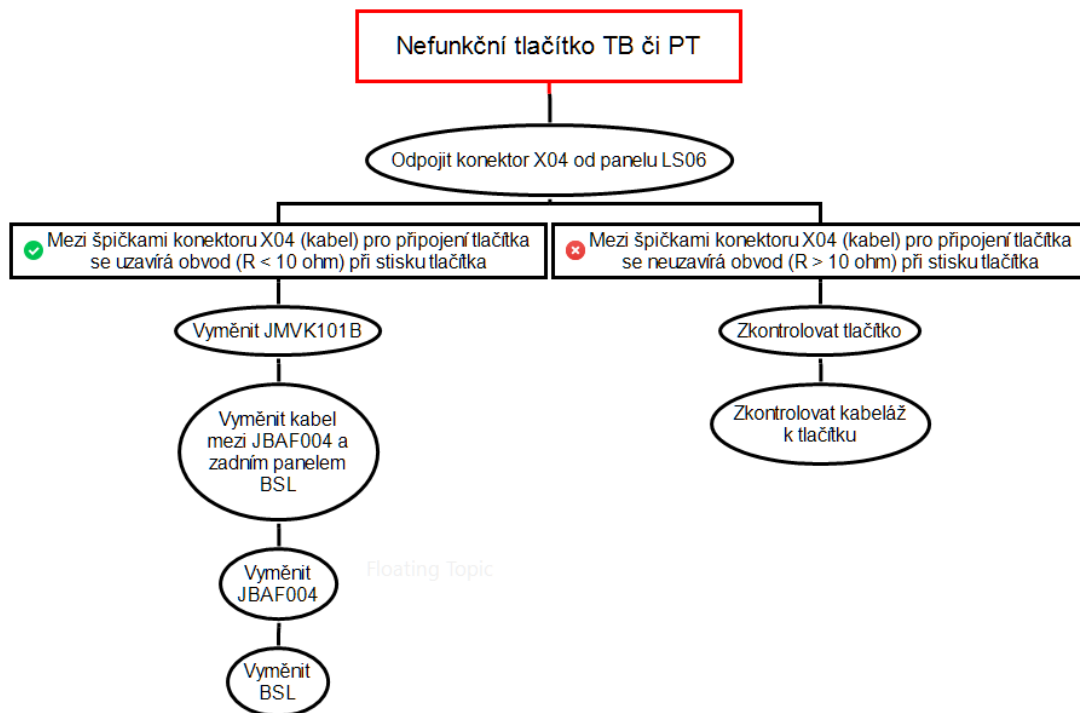 Nefunkční tlačítko TB či PT
Odpojit konektor X04 od panelu LS06
Mezi špičkami konektoru X04 (kabel) pro připojení tlačítka
se uzavírá obvod (R < 10 ohm) při stisku tlačítka
Mezi špičkami konektoru X04 (kabel) pro připojení tlačítka
se neuzavírá obvod (R > 10 ohm) při stisku tlačítka
Vyměnit JMVK101B
Zkontrolovat tlačítko
Vyměnit kabel
mezi JBAF004 a
zadním panelem
BSL
Zkontrolovat kabeláž
k tlačítku
Floating Topic
Vyměnit
JBAF004
Vyměnit
BSL